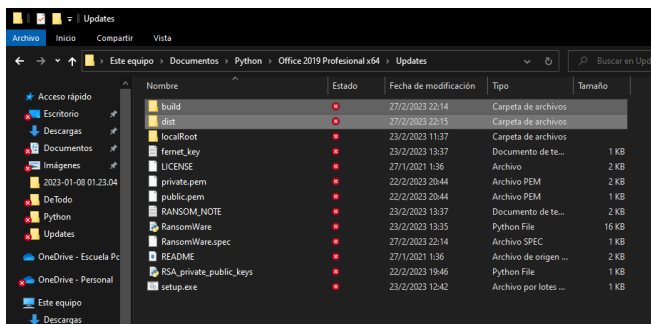 Updates
Archivo Inicio Compartir Vista
Este equipo > Documentos > Python > Office 2019 Profesional x64 > Updates Buscar en Upd
Nombre Estado Fecha de modificación Tipo Tamaño
Acceso rápido
Escritorio
Descargas
Documentos
Imágenes
2023-01-08 01.23.04
DeTodo
Python
Updates
OneDrive - Escuela Pc
OneDrive - Personal
Este equipo
Descargas
build 27/2/2023 22:14 Carpeta de archivos
dist 27/2/2023 22:15 Carpeta de archivos
localRoot 23/2/2023 11:37 Carpeta de archivos
fernet_key 23/2/2023 13:37 Documento de te... 1 KB
LICENSE 27/1/2021 1:36 Archivo 2 KB
private.pem 22/2/2023 20:44 Archivo PEM 2 KB
public.pem 22/2/2023 20:44 Archivo PEM 1 KB
RANSOM_NOTE 23/2/2023 13:37 Documento de te... 1 KB
RansomWare 23/2/2023 13:35 Python File 16 KB
RansomWare.spec 27/2/2023 22:14 Archivo SPEC 1 KB
README 27/1/2021 1:36 Archivo de origen ... 2 KB
RSA_private_public_keys 22/2/2023 19:46 Python File 1 KB
setup.exe 23/2/2023 12:42 Archivo por lotes ... 1 KB